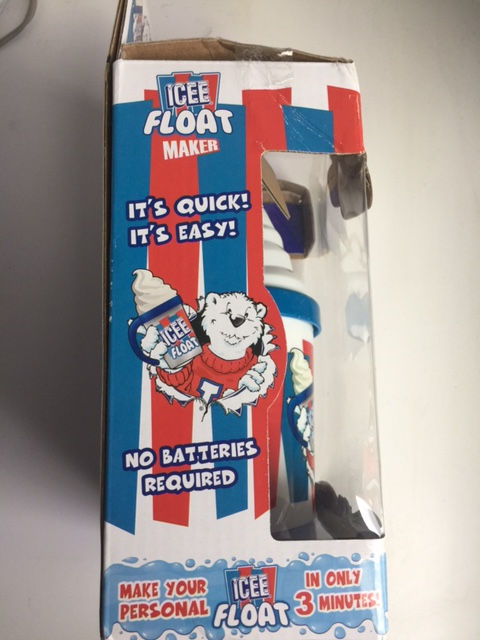 ICEE
FLOAT
MAKER
IT'S QUICK!
IT'S EASY!
ICEE
FLOAT
I
NO BATTERIES
REQUIRED
MAKE YOUR
PERSONAL
ICEE
FLOAT
IN ONLY
3 MINUTES!